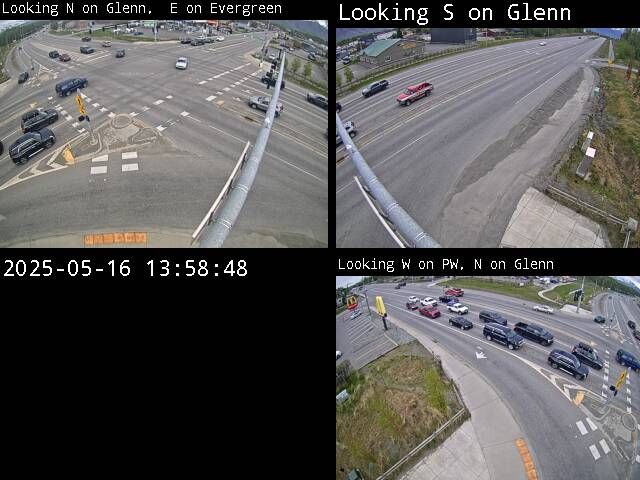 Looking N on Glenn,  E on Evergreen
Looking S on Glenn
2025-05-16 13:58:48
Looking W on PW, N on Glenn